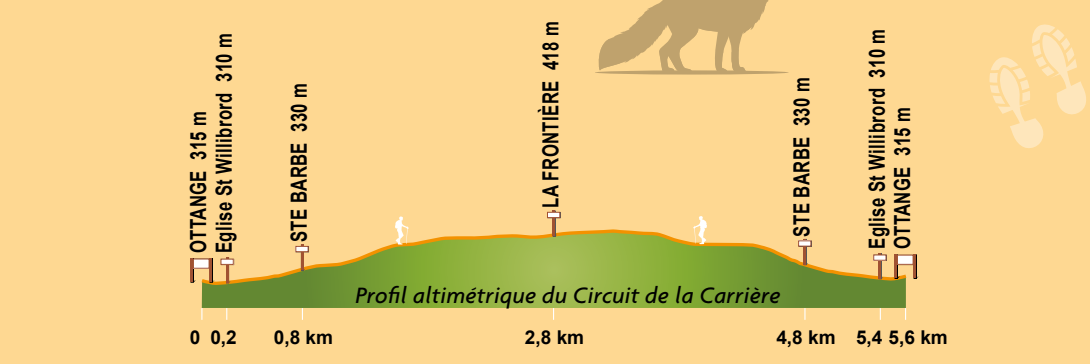 OTTANGE 315 m
Eglise St Willibrord 310 m
STE BARBE 330 m
LA FRONTIÈRE 418 m
STE BARBE 330 m
Eglise St Willibrord 310 m
OTTANGE 315 m
Profil altimétrique du Circuit de la Carrière
0 0,2 0,8 km 2,8 km 4,8 km 5,4 5,6 km